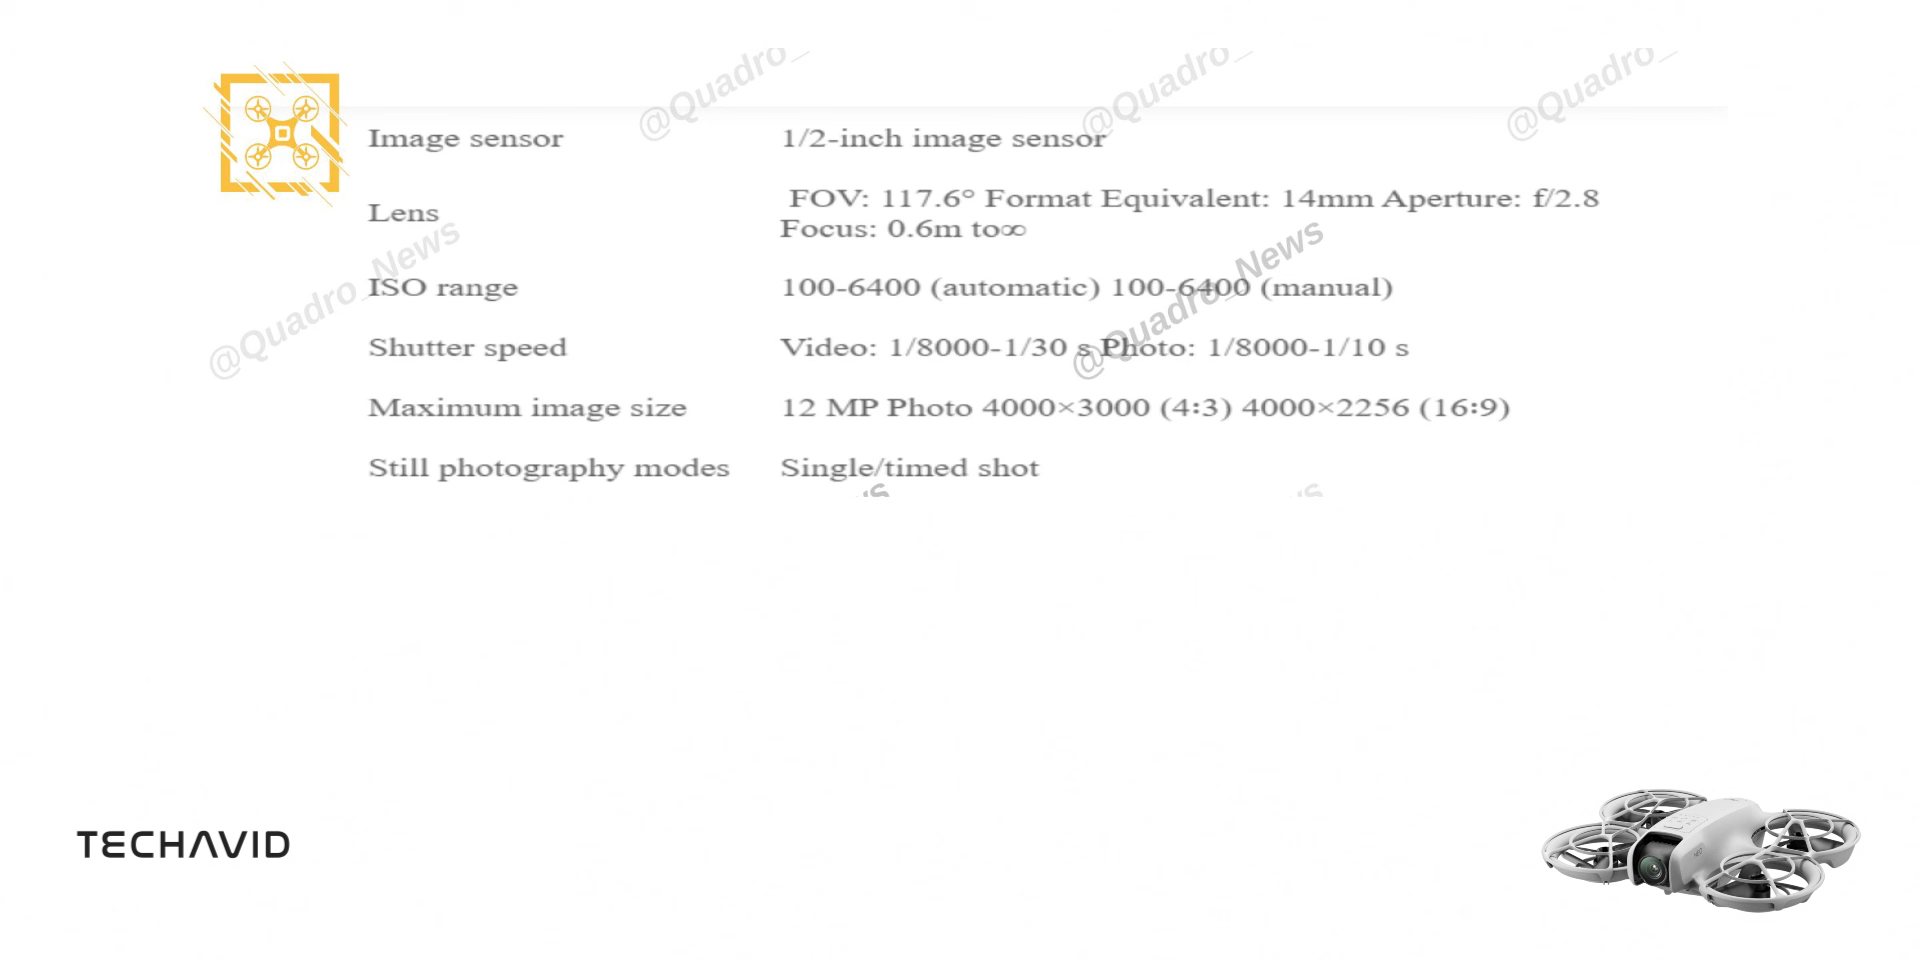 @Quadro_
@Quadro_
@Quadro_
Image sensor 1/2-inch image sensor
Lens FOV: 117.6° Format Equivalent: 14mm Aperture: f/2.8
Focus: 0.6m to∞
@Quadro_News
@Quadro_News
ISO range 100-6400 (automatic) 100-6400 (manual)
Shutter speed Video: 1/8000-1/30 s Photo: 1/8000-1/10 s
Maximum image size 12 MP Photo 4000×3000 (4:3) 4000×2256 (16:9)
Still photography modes Single/timed shot
TECHAVID